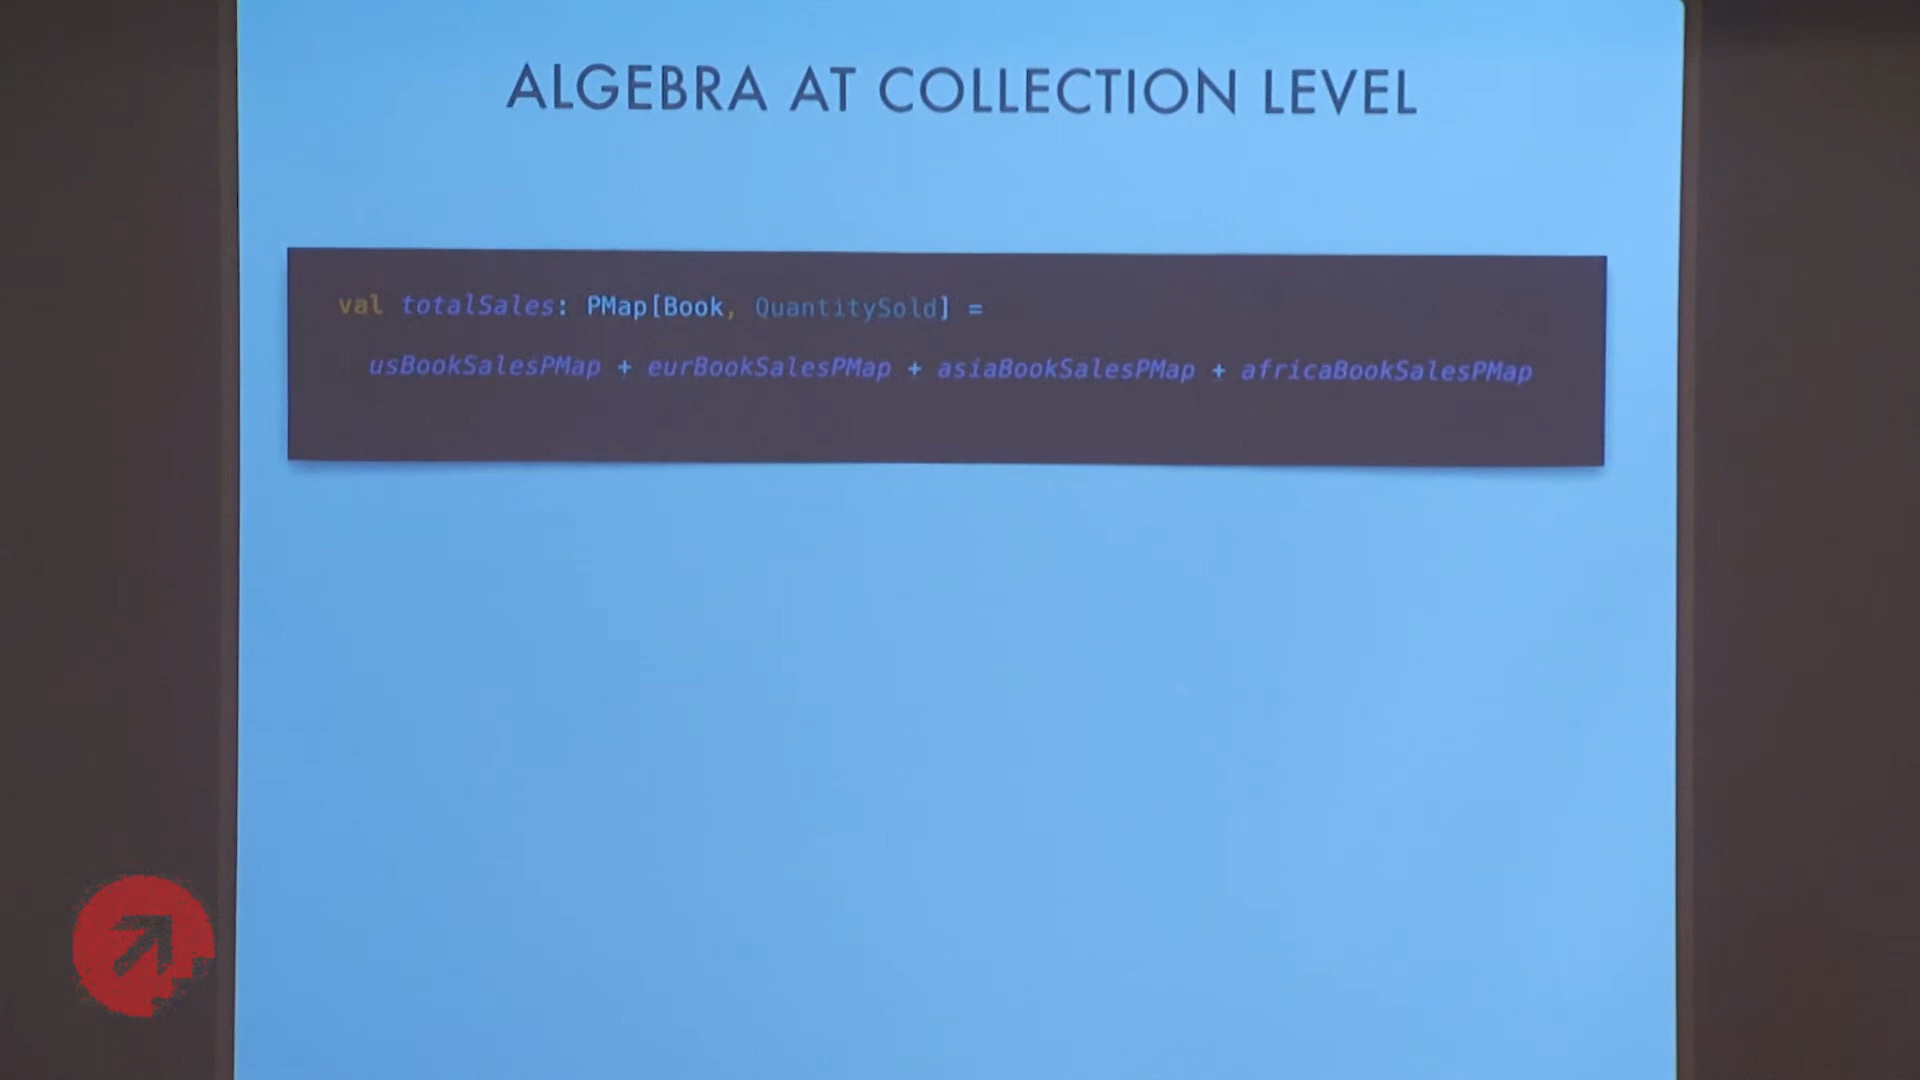 ALGEBRA AT COLLECTION LEVEL
val totalSales: PMap[Book, QuantitySold] =
usBookSalesPMap + eurBookSalesPMap + asiaBookSalesPMap + africaBookSalesPMap